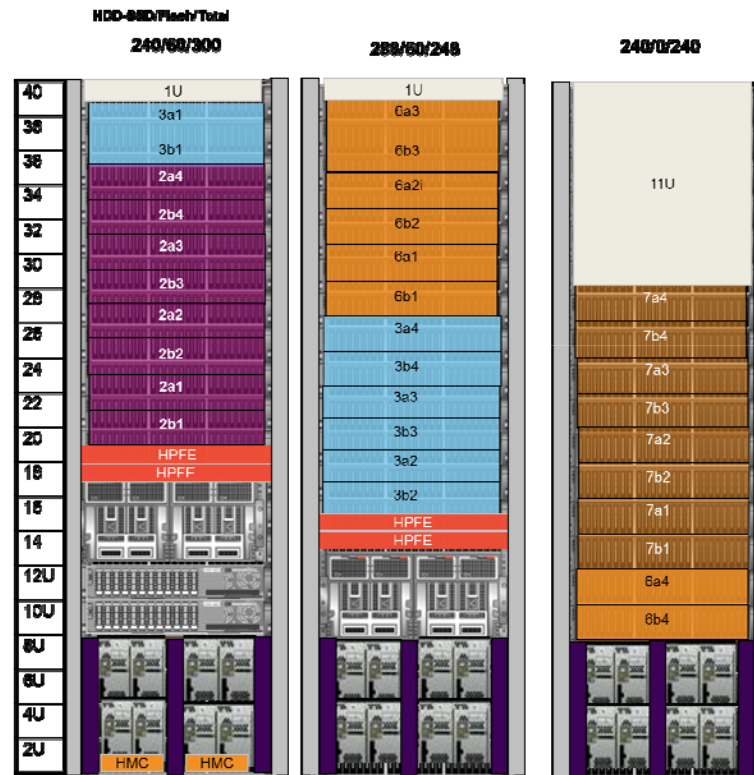 HDD-SSD/Flash/Total
240/60/300
288/60/248
240/0/240
40
38
36
34
32
30
28
26
24
22
20
18
16
14
12U
10U
8U
6U
4U
2U
1U
3a1
3b1
2a4
2b4
2a3
2b3
2a2
2b2
2a1
2b1
HPFE
HPFF
HMC
HMC
1U
6a3
6b3
6a2i
6b2
6a1
6b1
3a4
3b4
3a3
3b3
3a2
3b2
HPFE
HPFE
11U
7a4
7b4
7a3
7b3
7a2
7b2
7a1
7b1
6a4
6b4